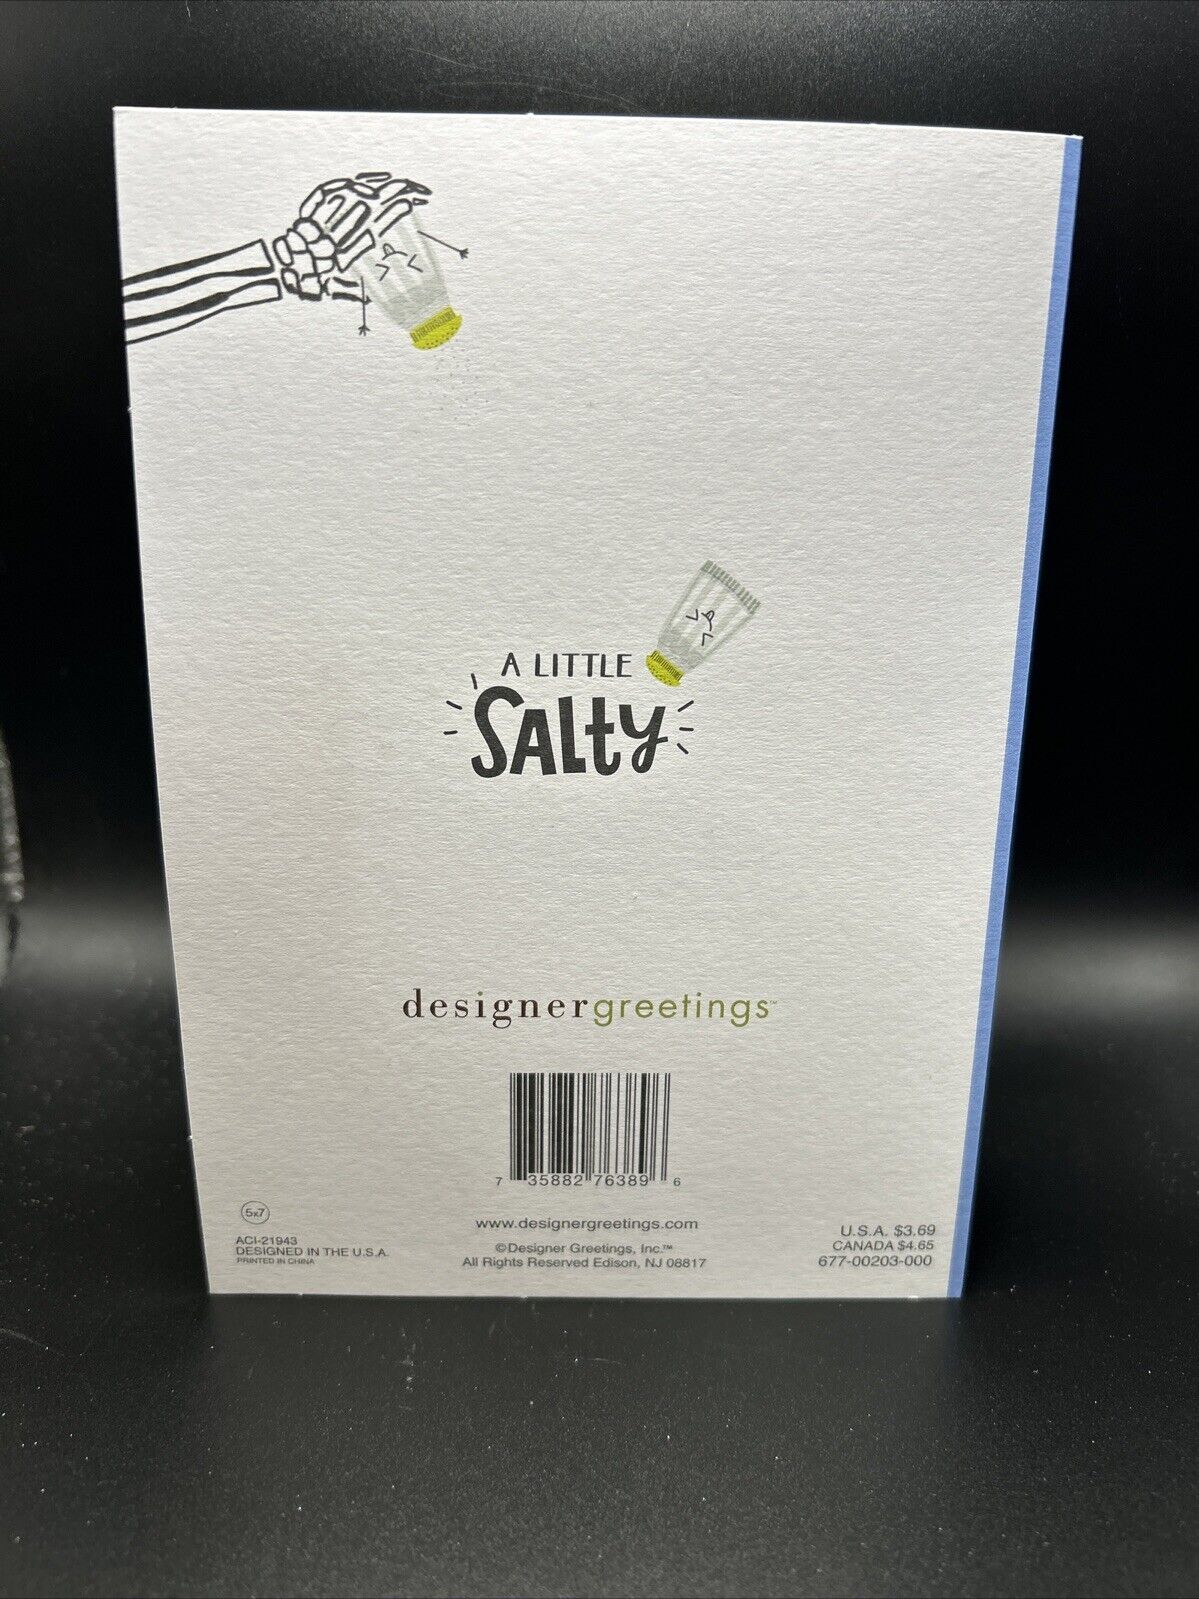 A LITTLE
SALty
designergreetings™
7 35882 76389 6
5x7
ACI-21943
DESIGNED IN THE U.S.A.
PRINTED IN CHINA
www.designergreetings.com
©Designer Greetings, Inc.™
All Rights Reserved Edison, NJ 08817
U.S.A. $3.69
CANADA $4.65
677-00203-000